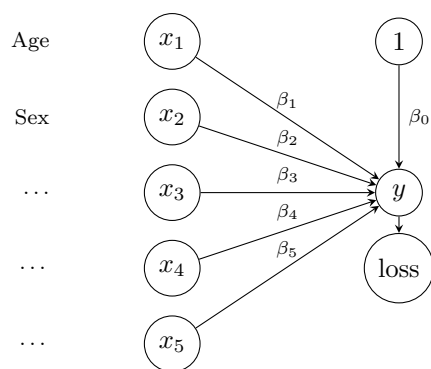 Age x₁ 1
β₁
Sex x₂ β₀
β₂
... x₃ β₃ y
β₄
... x₄ loss
β₅
... x₅